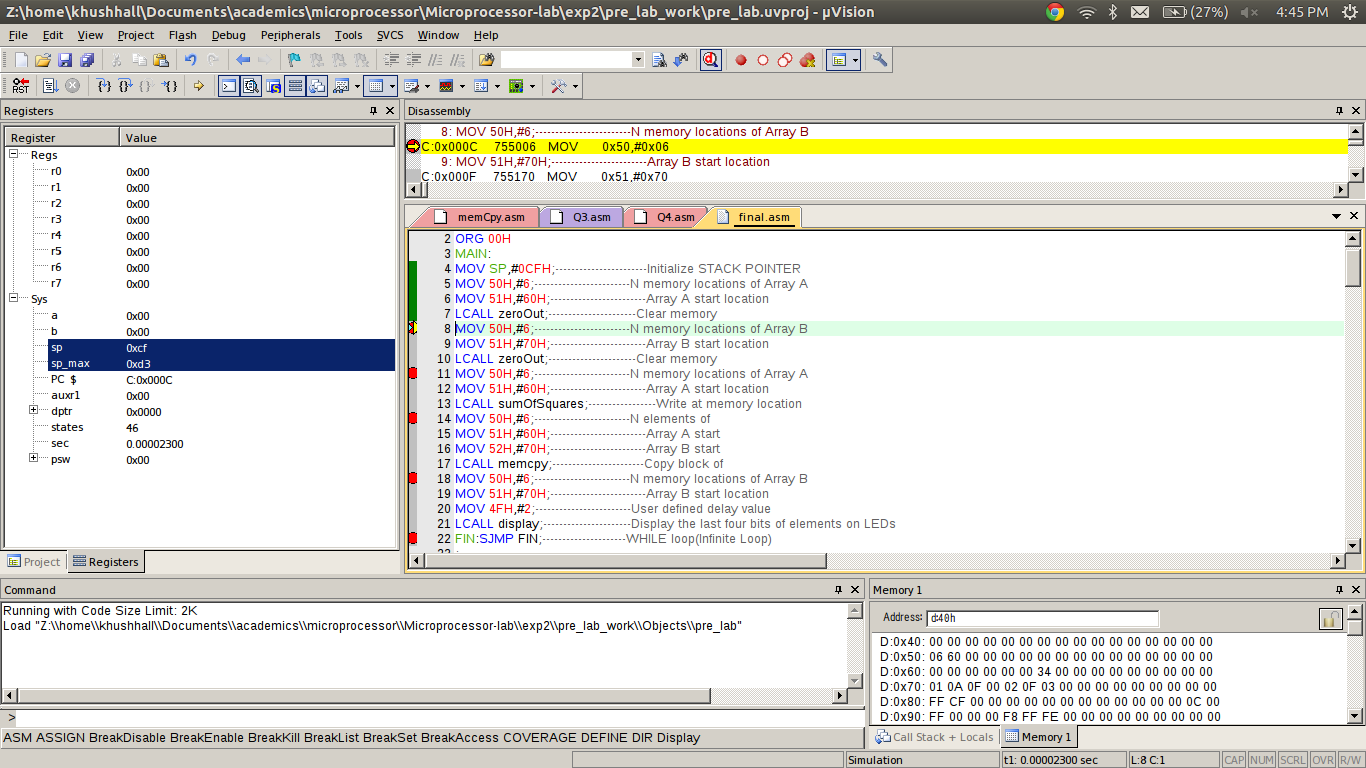 Z:\home\khushhall\Documents\academics\microprocessor\Microprocessor-lab\exp2\pre_lab_work\pre_lab.uvproj - µVision
(27%) 4:45 PM
File Edit View Project Flash Debug Peripherals Tools SVCS Window Help
RST
Registers
Register Value
Regs
r0 0x00
r1 0x00
r2 0x00
r3 0x00
r4 0x00
r5 0x00
r6 0x00
r7 0x00
Sys
a 0x00
b 0x00
sp 0xcf
sp_max 0xd3
PC $ C:0x000C
auxr1 0x00
dptr 0x0000
states 46
sec 0.00002300
psw 0x00
Project Registers
Disassembly
8: MOV 50H,#6;------------------------N memory locations of Array B
C:0x000C 755006 MOV 0x50,#0x06
9: MOV 51H,#70H;------------------------Array B start location
C:0x000F 755170 MOV 0x51,#0x70
memCpy.asm Q3.asm Q4.asm final.asm
2 ORG 00H
3 MAIN:
4 MOV SP,#0CFH;-----------------------Initialize STACK POINTER
5 MOV 50H,#6;------------------------N memory locations of Array A
6 MOV 51H,#60H;------------------------Array A start location
7 LCALL zeroOut;----------------------Clear memory
8 MOV 50H,#6;------------------------N memory locations of Array B
9 MOV 51H,#70H;------------------------Array B start location
10 LCALL zeroOut;----------------------Clear memory
11 MOV 50H,#6;------------------------N memory locations of Array A
12 MOV 51H,#60H;------------------------Array A start location
13 LCALL sumOfSquares;-----------------Write at memory location
14 MOV 50H,#6;------------------------N elements of
15 MOV 51H,#60H;------------------------Array A start
16 MOV 52H,#70H;------------------------Array B start
17 LCALL memcpy;-----------------------Copy block of
18 MOV 50H,#6;------------------------N memory locations of Array B
19 MOV 51H,#70H;------------------------Array B start location
20 MOV 4FH,#2;------------------------User defined delay value
21 LCALL display;----------------------Display the last four bits of elements on LEDs
22 FIN:SJMP FIN;---------------------WHILE loop(Infinite Loop)
Command
Running with Code Size Limit: 2K
Load "Z:\\home\\khushhall\\Documents\\academics\\microprocessor\\Microprocessor-lab\\exp2\\pre_lab_work\\Objects\\pre_lab"
>
ASM ASSIGN BreakDisable BreakEnable BreakKill BreakList BreakSet BreakAccess COVERAGE DEFINE DIR Display
Memory 1
Address: d:40h
D:0x40: 00 00 00 00 00 00 00 00 00 00 00 00 00 00 00 00
D:0x50: 06 60 00 00 00 00 00 00 00 00 00 00 00 00 00 00
D:0x60: 00 00 00 00 00 00 34 00 00 00 00 00 00 00 00 00
D:0x70: 01 0A 0F 00 02 0F 03 00 00 00 00 00 00 00 00 00
D:0x80: FF CF 00 00 00 00 00 00 00 00 00 00 00 00 0C 00
D:0x90: FF 00 00 00 F8 FF FE 00 00 00 00 00 00 00 00 00
Call Stack + Locals Memory 1
Simulation t1: 0.00002300 sec L:8 C:1 CAP NUM SCRL OVR R/W